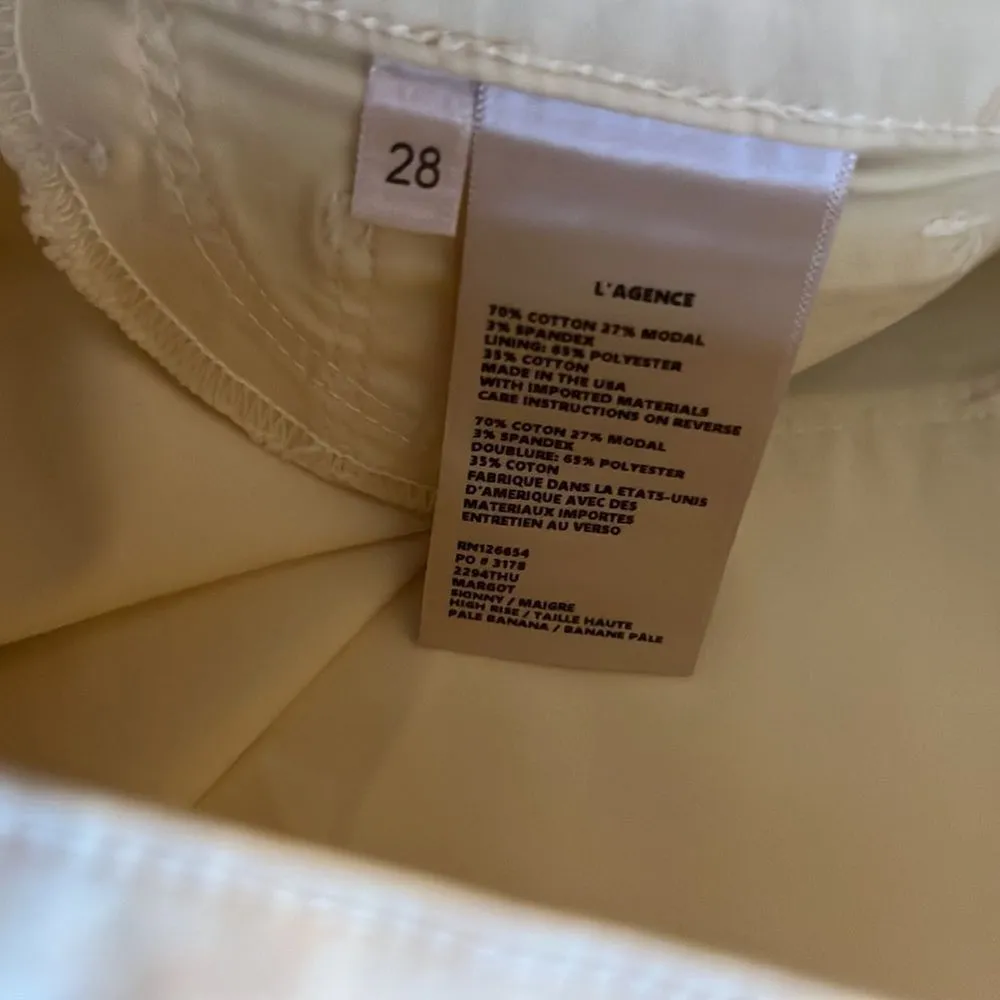 28
L'AGENCE
70% COTTON 27% MODAL
3% SPANDEX
LINING: 65% POLYESTER
35% COTTON
MADE IN THE USA
WITH IMPORTED MATERIALS
CARE INSTRUCTIONS ON REVERSE
70% COTON 27% MODAL
3% SPANDEX
DOUBLURE: 65% POLYESTER
35% COTON
FABRIQUE DANS LA ETATS-UNIS
D'AMERIQUE AVEC DES
MATERIAUX IMPORTES
ENTRETIEN AU VERSO
RN126654
PO # 3178
2294THU
MARGOT
SKINNY / MAIGRE
HIGH RISE / TAILLE HAUTE
PALE BANANA / BANANE PALE